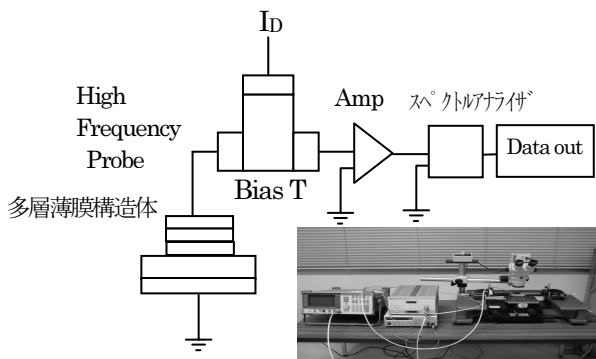 I_D
High
Frequency
Probe
Bias T
Amp
スペクトルアナライザ
Data out
多層薄膜構造体